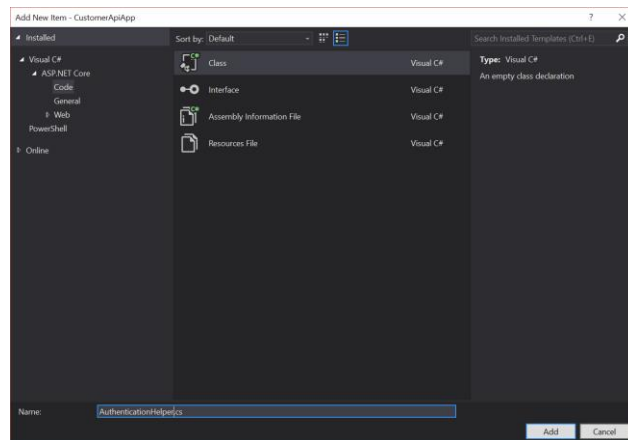 Add New Item - CustomerApiApp
Installed
Sort by: Default
Search Installed Templates (Ctrl+E)
Visual C#
ASP.NET Core
Code
General
Web
PowerShell
Online
Class Visual C#
Interface Visual C#
Assembly Information File Visual C#
Resources File Visual C#
Type: Visual C#
An empty class declaration
Name: AuthenticationHelper.cs
Add Cancel